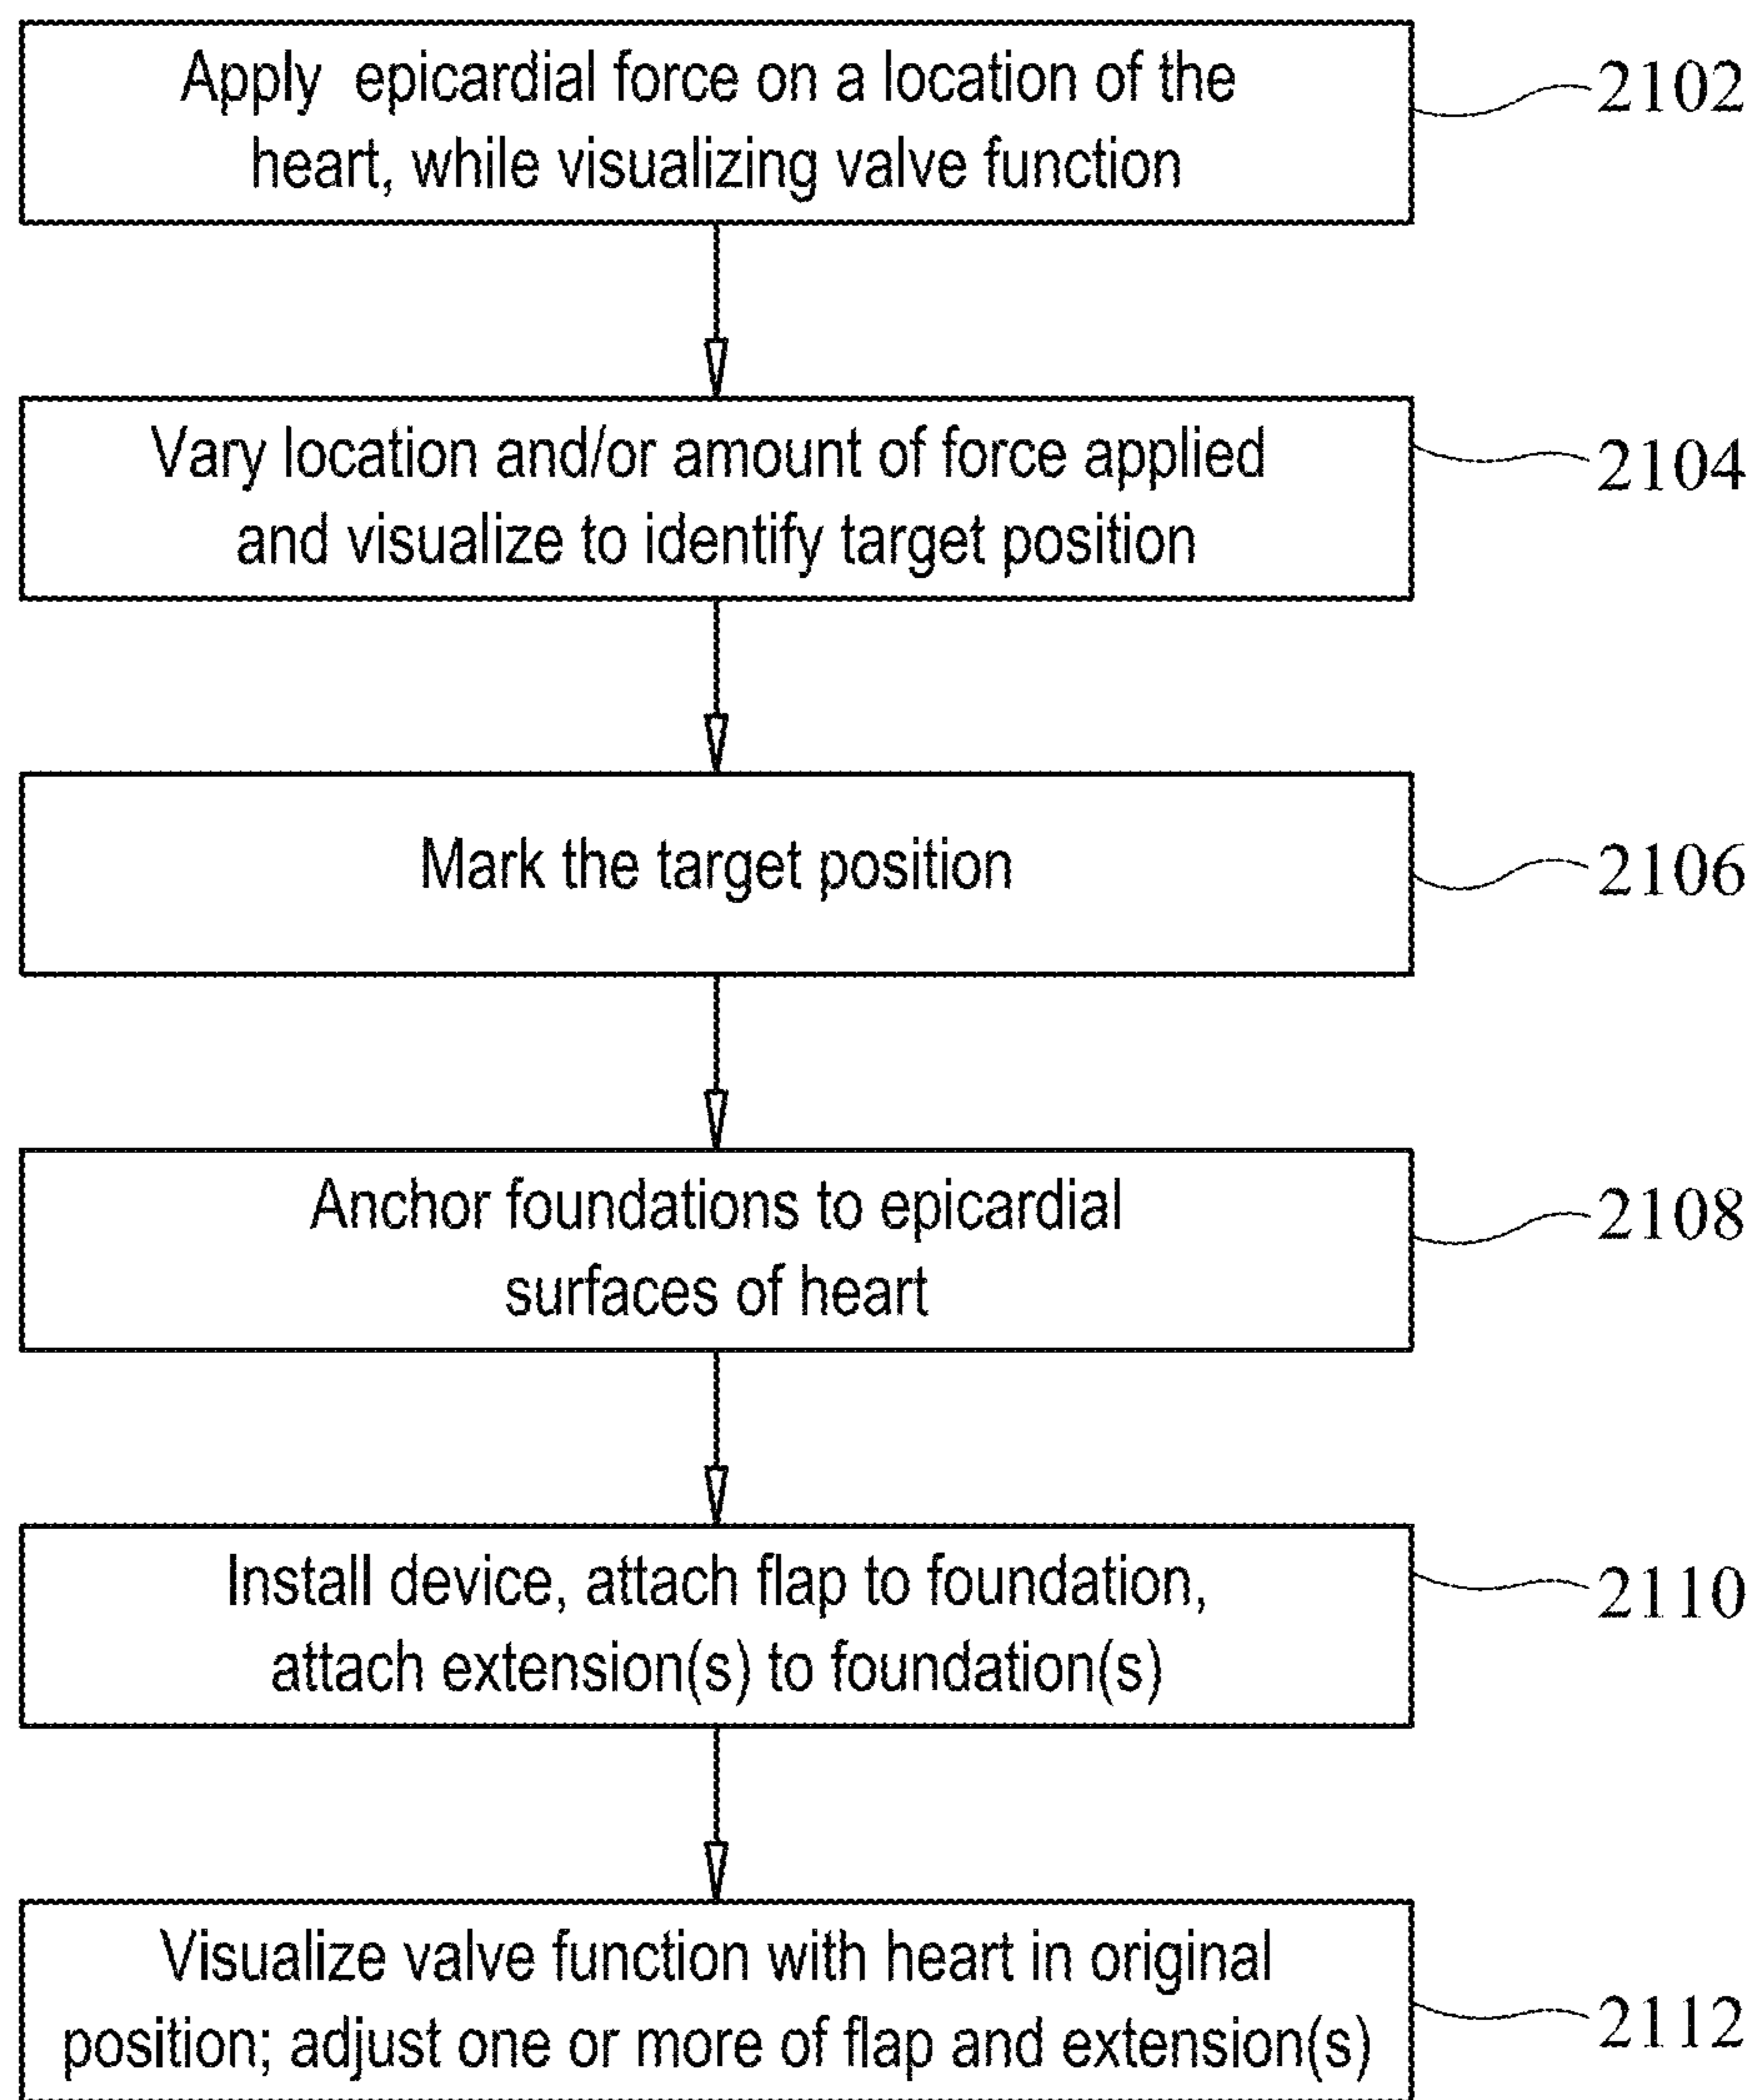 Apply epicardial force on a location of the
heart, while visualizing valve function
2102
Vary location and/or amount of force applied
and visualize to identify target position
2104
Mark the target position
2106
Anchor foundations to epicardial
surfaces of heart
2108
Install device, attach flap to foundation,
attach extension(s) to foundation(s)
2110
Visualize valve function with heart in original
position; adjust one or more of flap and extension(s)
2112